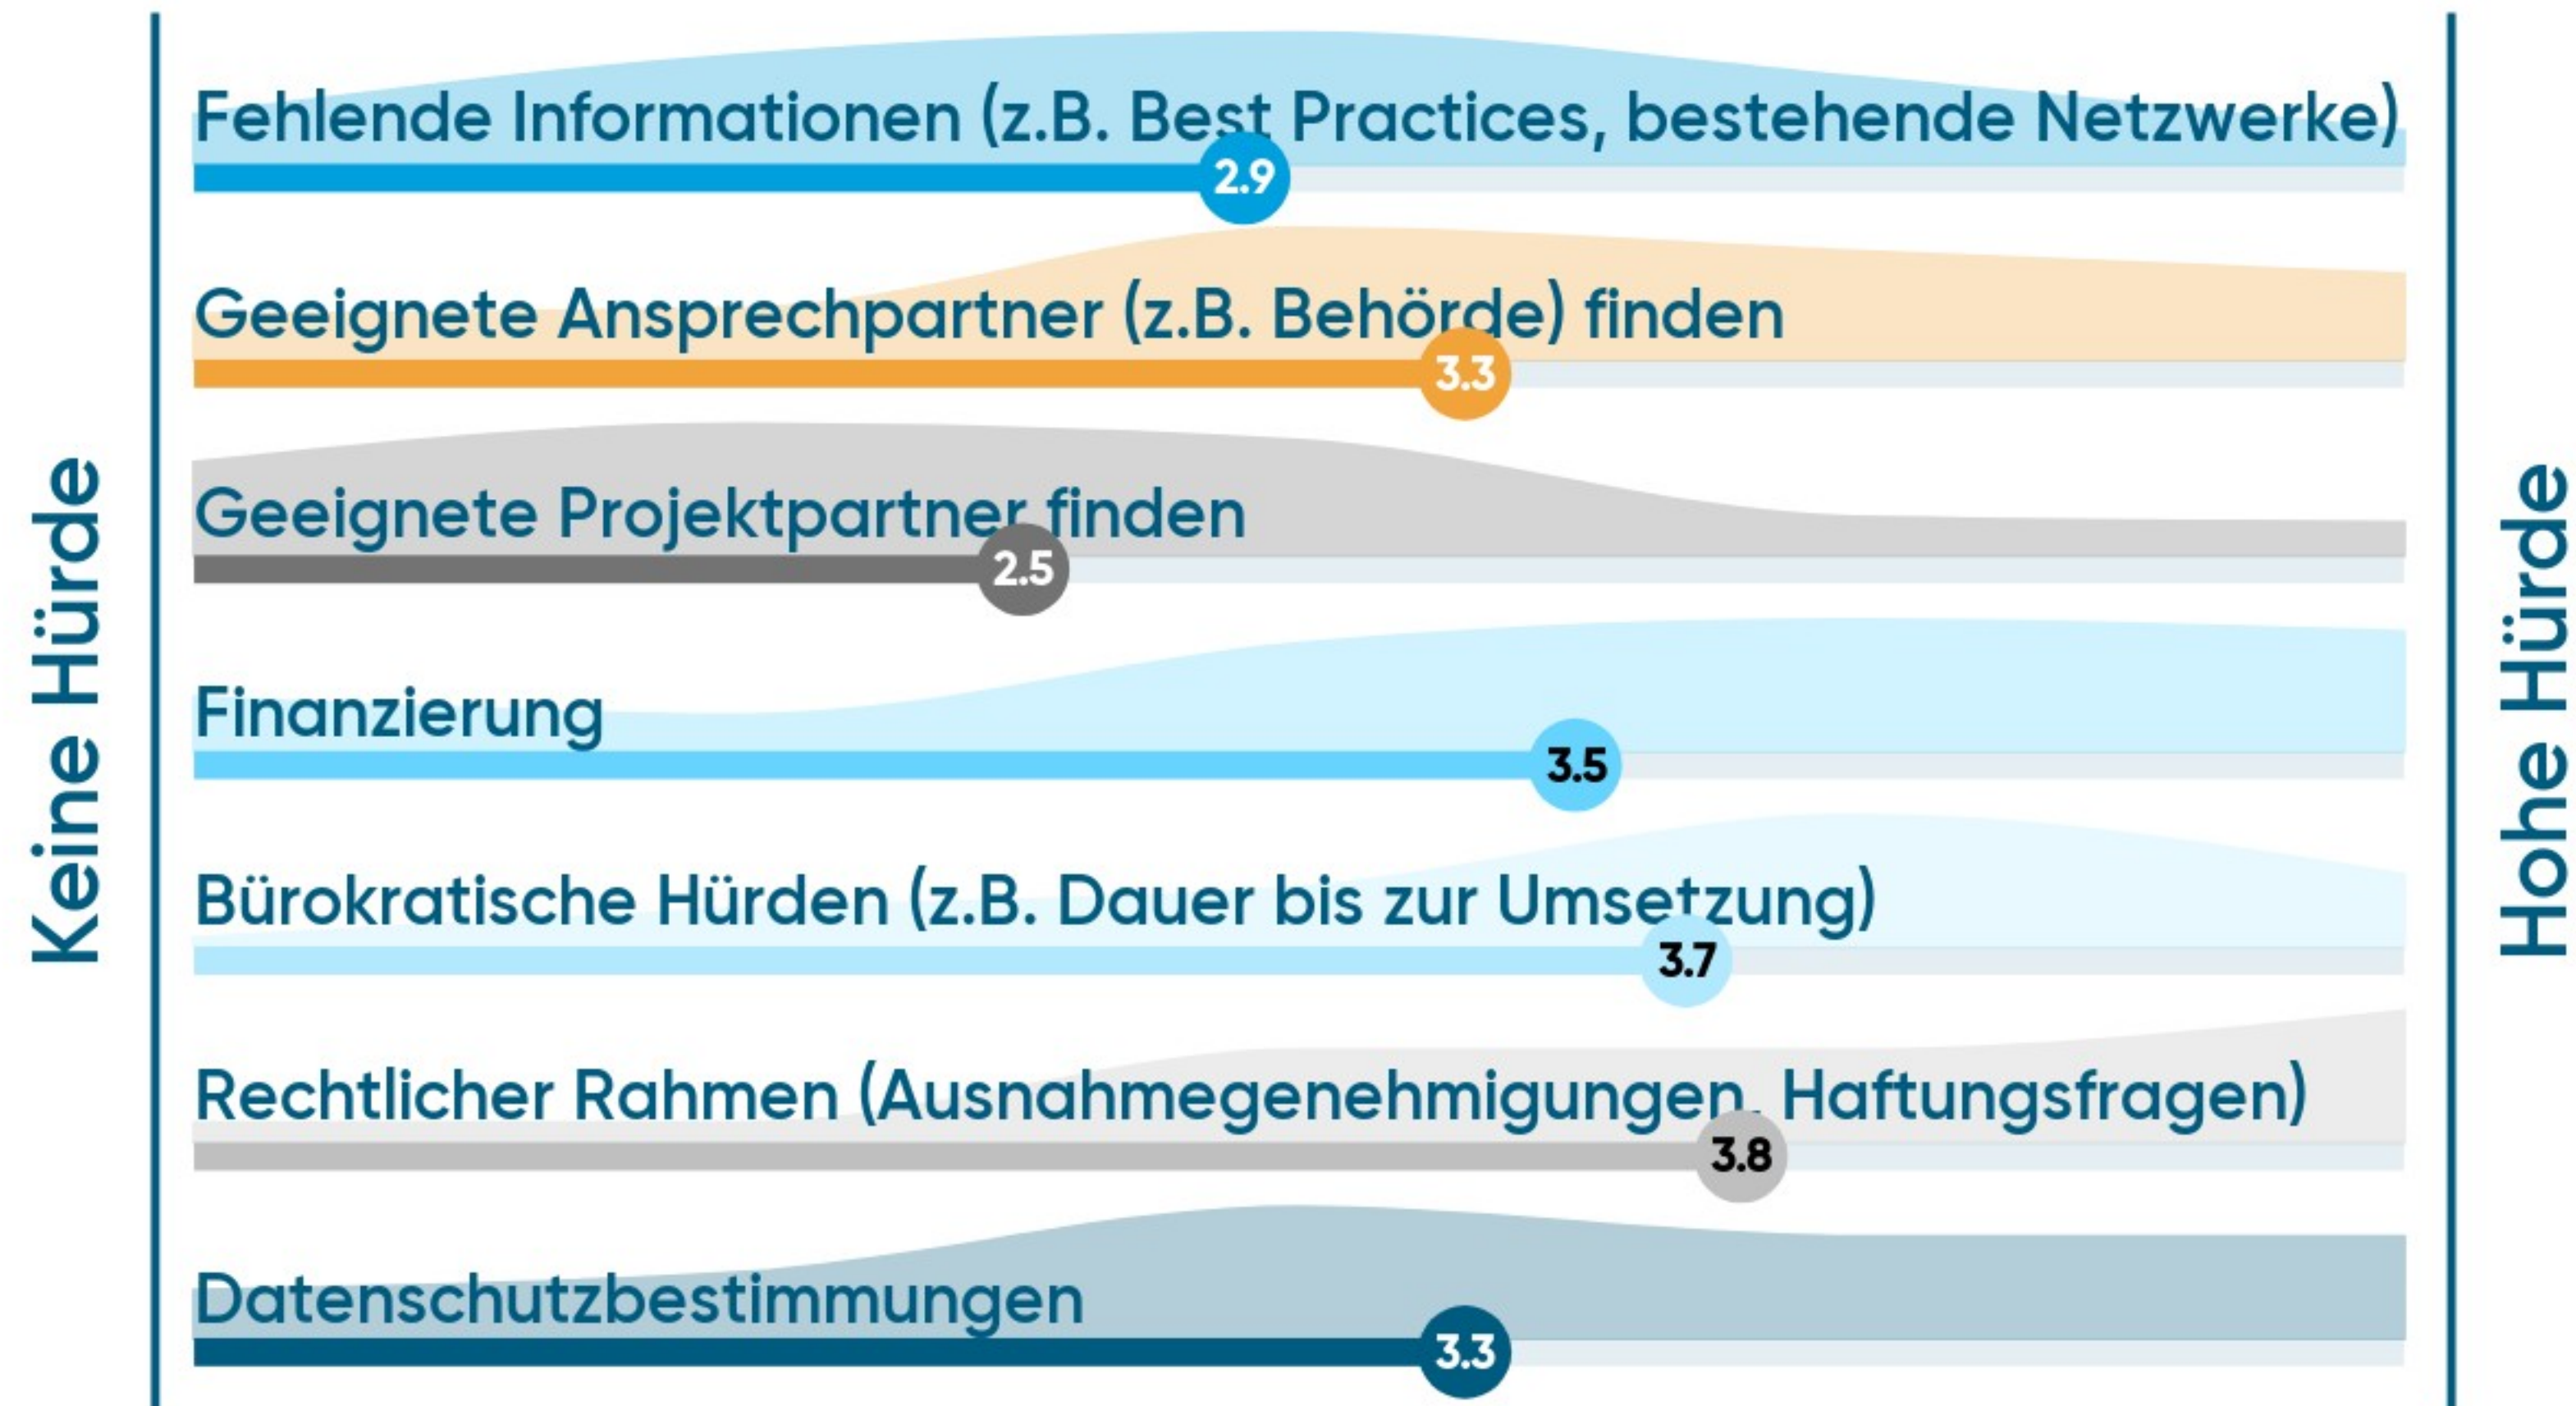 Keine Hürde
Fehlende Informationen (z.B. Best Practices, bestehende Netzwerke)
2.9
Geeignete Ansprechpartner (z.B. Behörde) finden
3.3
Geeignete Projektpartner finden
2.5
Finanzierung
3.5
Bürokratische Hürden (z.B. Dauer bis zur Umsetzung)
3.7
Rechtlicher Rahmen (Ausnahmegenehmigungen, Haftungsfragen)
3.8
Datenschutzbestimmungen
3.3
Hohe Hürde